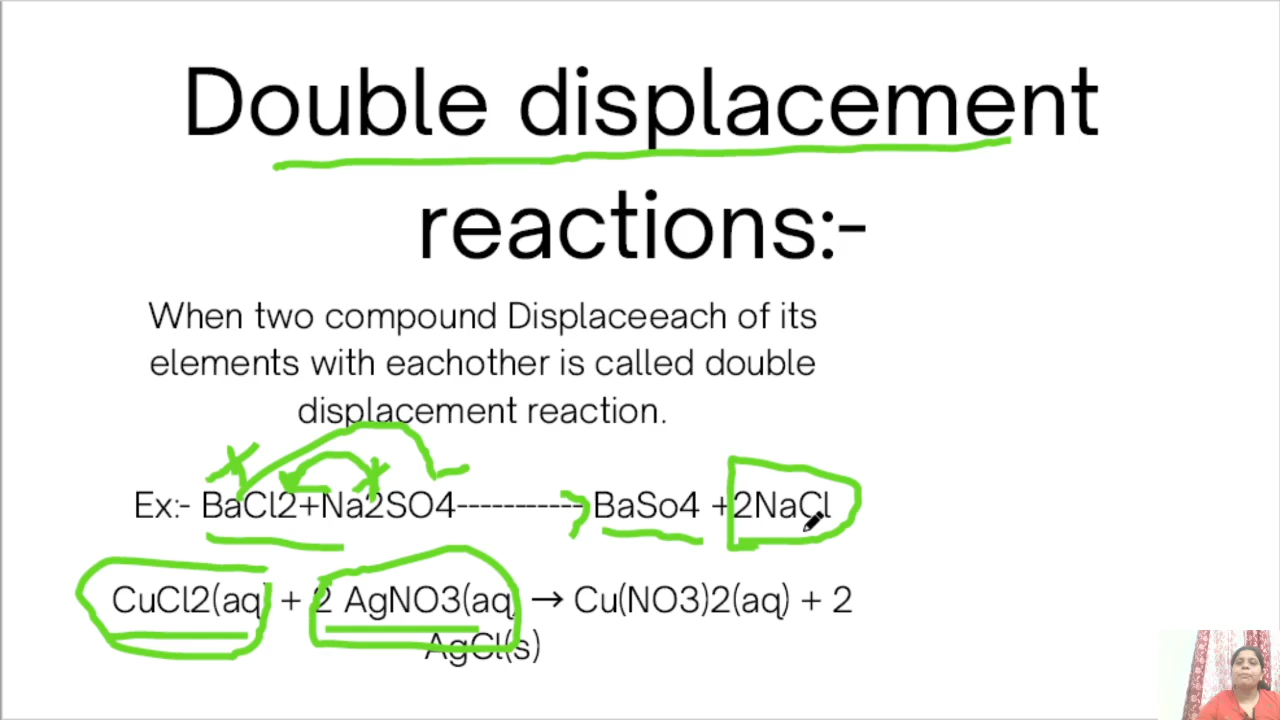 Double displacement
reactions:-
When two compound Displaceeach of its
elements with eachother is called double
displacement reaction.
Ex:- BaCl2+Na2SO4----------- BaSo4 +2NaCl
CuCl2(aq) + 2 AgNO3(aq) → Cu(NO3)2(aq) + 2
AgCl(s)